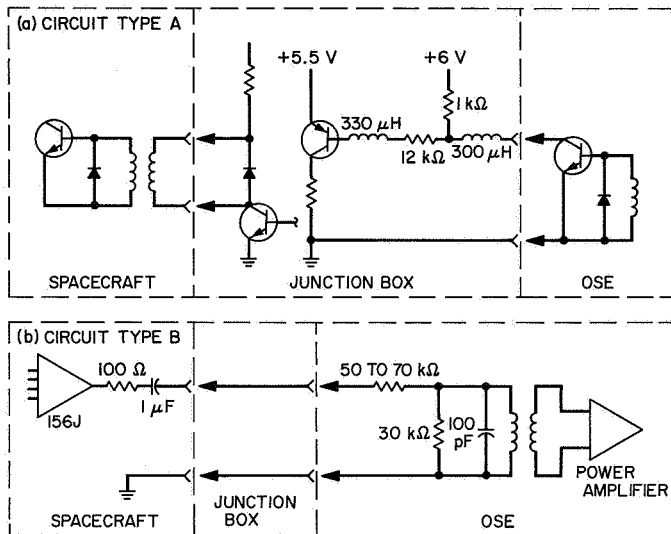 (a) CIRCUIT TYPE A
+5.5 V
+6 V
1 kΩ
330 μH
12 kΩ
300 μH
SPACECRAFT
JUNCTION BOX
OSE
(b) CIRCUIT TYPE B
100 Ω
1 μF
156J
50 TO 70 kΩ
30 kΩ
100
pF
POWER
AMPLIFIER
SPACECRAFT
JUNCTION
BOX
OSE